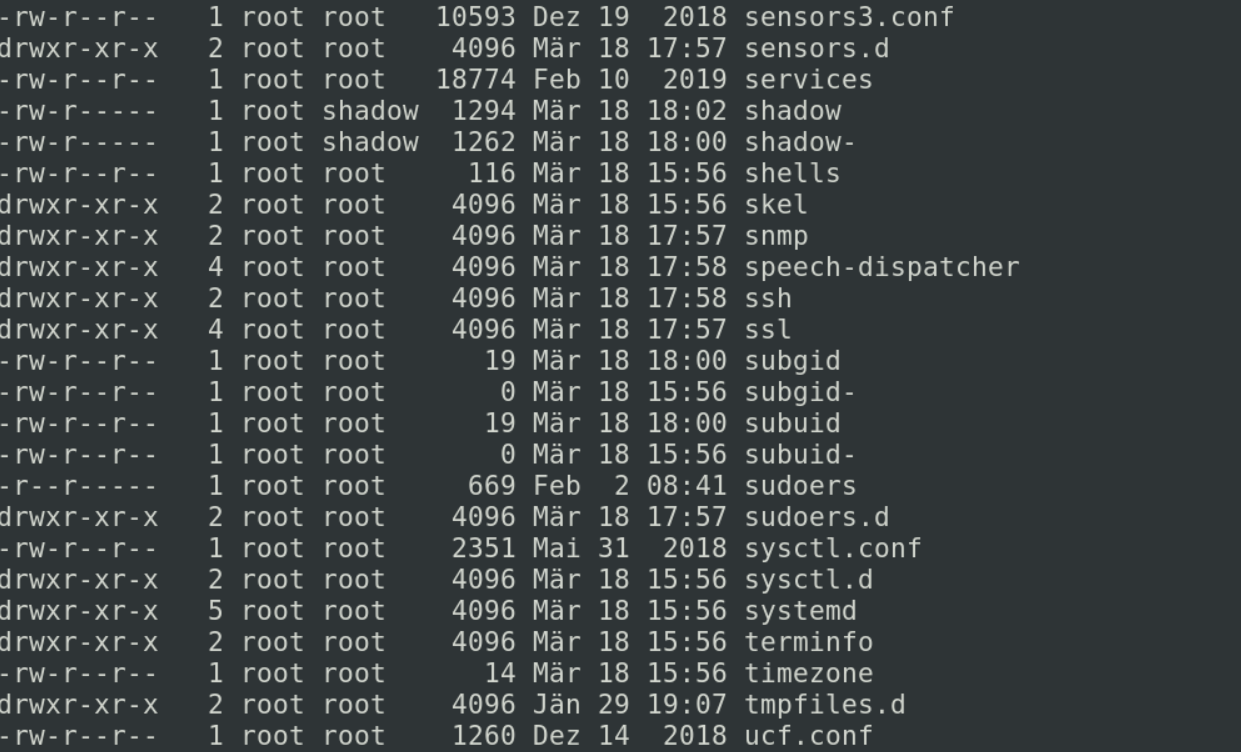 -rw-r--r--   1 root root   10593 Dez 19  2018 sensors3.conf
drwxr-xr-x   2 root root    4096 Mär 18 17:57 sensors.d
-rw-r--r--   1 root root   18774 Feb 10  2019 services
-rw-r-----   1 root shadow  1294 Mär 18 18:02 shadow
-rw-r-----   1 root shadow  1262 Mär 18 18:00 shadow-
-rw-r--r--   1 root root     116 Mär 18 15:56 shells
drwxr-xr-x   2 root root    4096 Mär 18 15:56 skel
drwxr-xr-x   2 root root    4096 Mär 18 17:57 snmp
drwxr-xr-x   4 root root    4096 Mär 18 17:58 speech-dispatcher
drwxr-xr-x   2 root root    4096 Mär 18 17:58 ssh
drwxr-xr-x   4 root root    4096 Mär 18 17:57 ssl
-rw-r--r--   1 root root      19 Mär 18 18:00 subgid
-rw-r--r--   1 root root       0 Mär 18 15:56 subgid-
-rw-r--r--   1 root root      19 Mär 18 18:00 subuid
-rw-r--r--   1 root root       0 Mär 18 15:56 subuid-
-r--r-----   1 root root     669 Feb  2 08:41 sudoers
drwxr-xr-x   2 root root    4096 Mär 18 17:57 sudoers.d
-rw-r--r--   1 root root    2351 Mai 31  2018 sysctl.conf
drwxr-xr-x   2 root root    4096 Mär 18 15:56 sysctl.d
drwxr-xr-x   5 root root    4096 Mär 18 15:56 systemd
drwxr-xr-x   2 root root    4096 Mär 18 15:56 terminfo
-rw-r--r--   1 root root      14 Mär 18 15:56 timezone
drwxr-xr-x   2 root root    4096 Jän 29 19:07 tmpfiles.d
-rw-r--r--   1 root root    1260 Dez 14  2018 ucf.conf